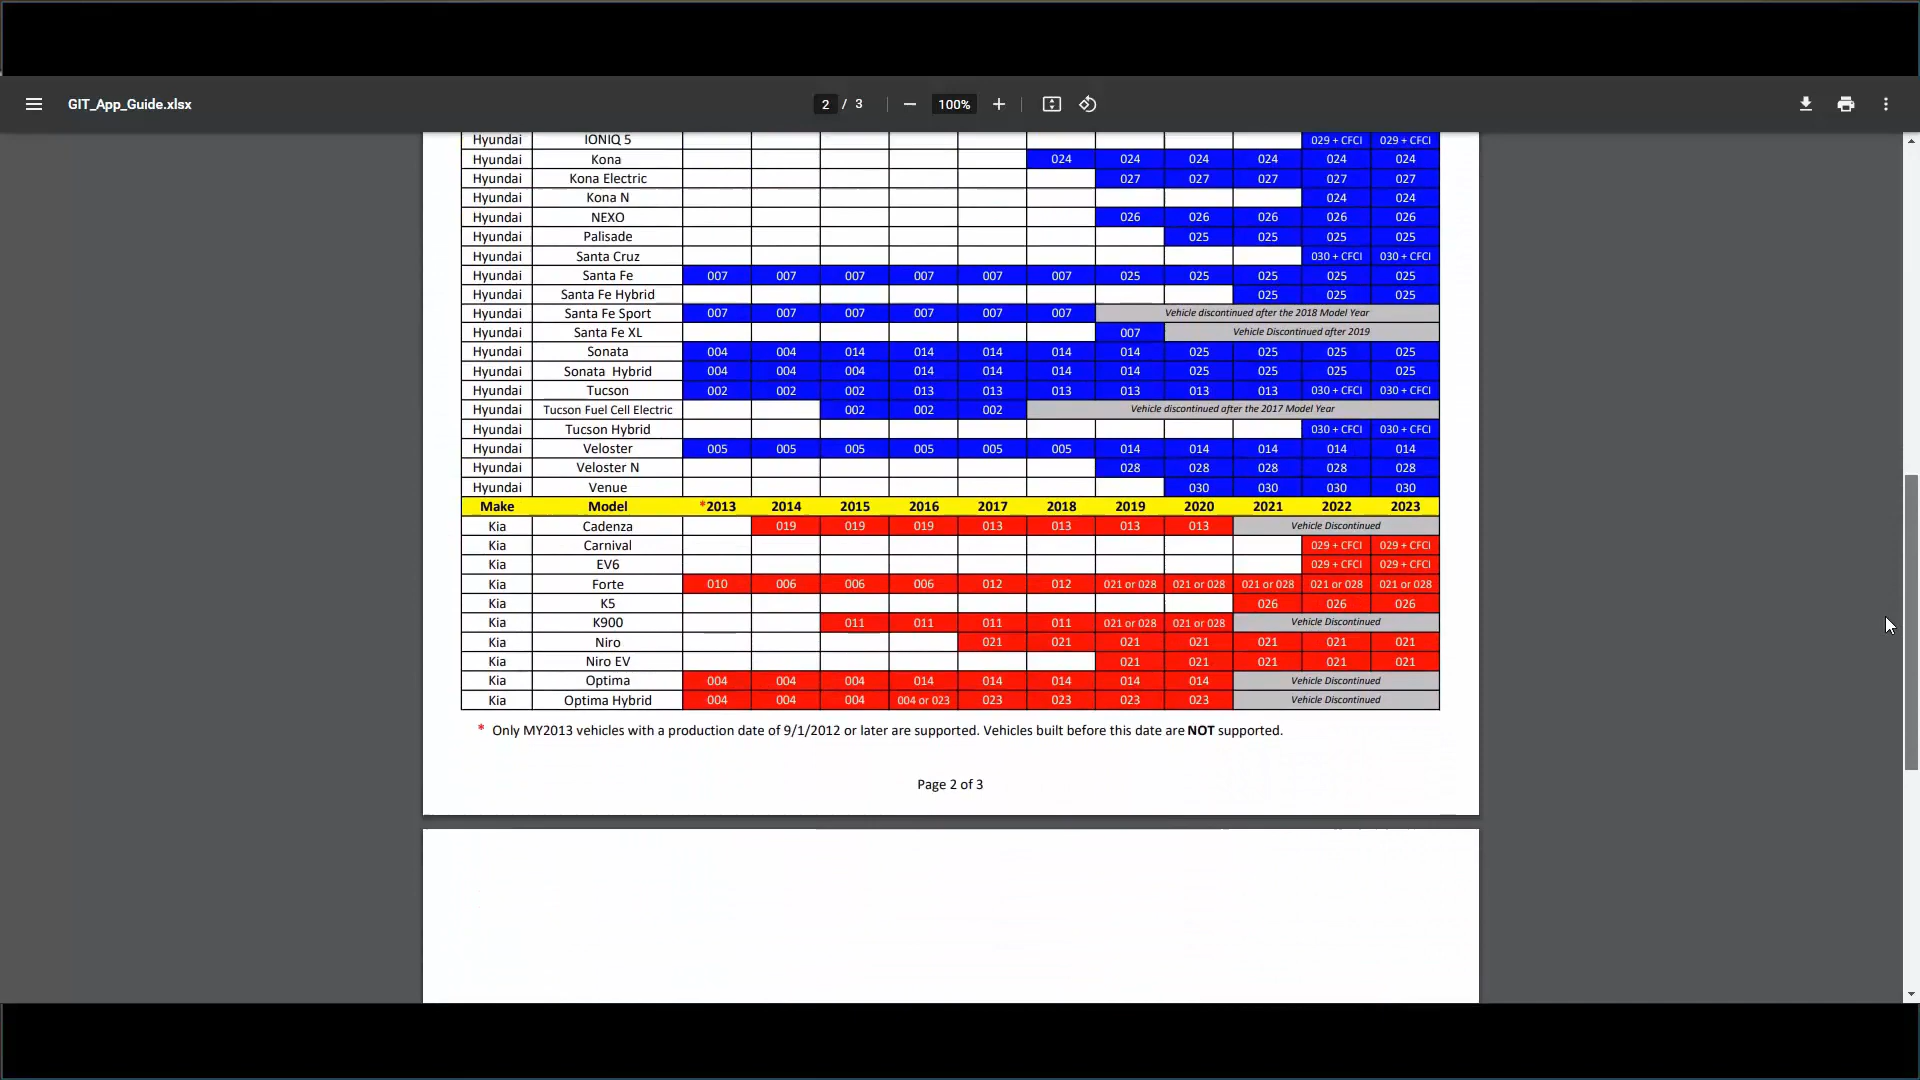 GIT_App_Guide.xlsx 2 / 3 100%
Hyundai IONIQ 5 029 + CFCI 029 + CFCI
Hyundai Kona 024 024 024 024 024 024
Hyundai Kona Electric 027 027 027 027 027
Hyundai Kona N 024 024
Hyundai NEXO 026 026 026 026 026
Hyundai Palisade 025 025 025 025
Hyundai Santa Cruz 030 + CFCI 030 + CFCI
Hyundai Santa Fe 007 007 007 007 007 007 025 025 025 025 025
Hyundai Santa Fe Hybrid 025 025 025
Hyundai Santa Fe Sport 007 007 007 007 007 007 Vehicle discontinued after the 2018 Model Year
Hyundai Santa Fe XL 007 Vehicle Discontinued after 2019
Hyundai Sonata 004 004 014 014 014 014 014 025 025 025 025
Hyundai Sonata Hybrid 004 004 004 014 014 014 014 025 025 025 025
Hyundai Tucson 002 002 002 013 013 013 013 013 013 030 + CFCI 030 + CFCI
Hyundai Tucson Fuel Cell Electric 002 002 002 Vehicle discontinued after the 2017 Model Year
Hyundai Tucson Hybrid 030 + CFCI 030 + CFCI
Hyundai Veloster 005 005 005 005 005 005 014 014 014 014 014
Hyundai Veloster N 028 028 028 028 028
Hyundai Venue 030 030 030 030
Make Model *2013 2014 2015 2016 2017 2018 2019 2020 2021 2022 2023
Kia Cadenza 019 019 019 013 013 013 013 Vehicle Discontinued
Kia Carnival 029 + CFCI 029 + CFCI
Kia EV6 029 + CFCI 029 + CFCI
Kia Forte 010 006 006 006 012 012 021 or 028 021 or 028 021 or 028 021 or 028 021 or 028
Kia K5 026 026 026
Kia K900 011 011 011 011 021 or 028 021 or 028 Vehicle Discontinued
Kia Niro 021 021 021 021 021 021 021
Kia Niro EV 021 021 021 021 021
Kia Optima 004 004 004 014 014 014 014 014 Vehicle Discontinued
Kia Optima Hybrid 004 004 004 004 or 023 023 023 023 023 Vehicle Discontinued
* Only MY2013 vehicles with a production date of 9/1/2012 or later are supported. Vehicles built before this date are NOT supported.
Page 2 of 3